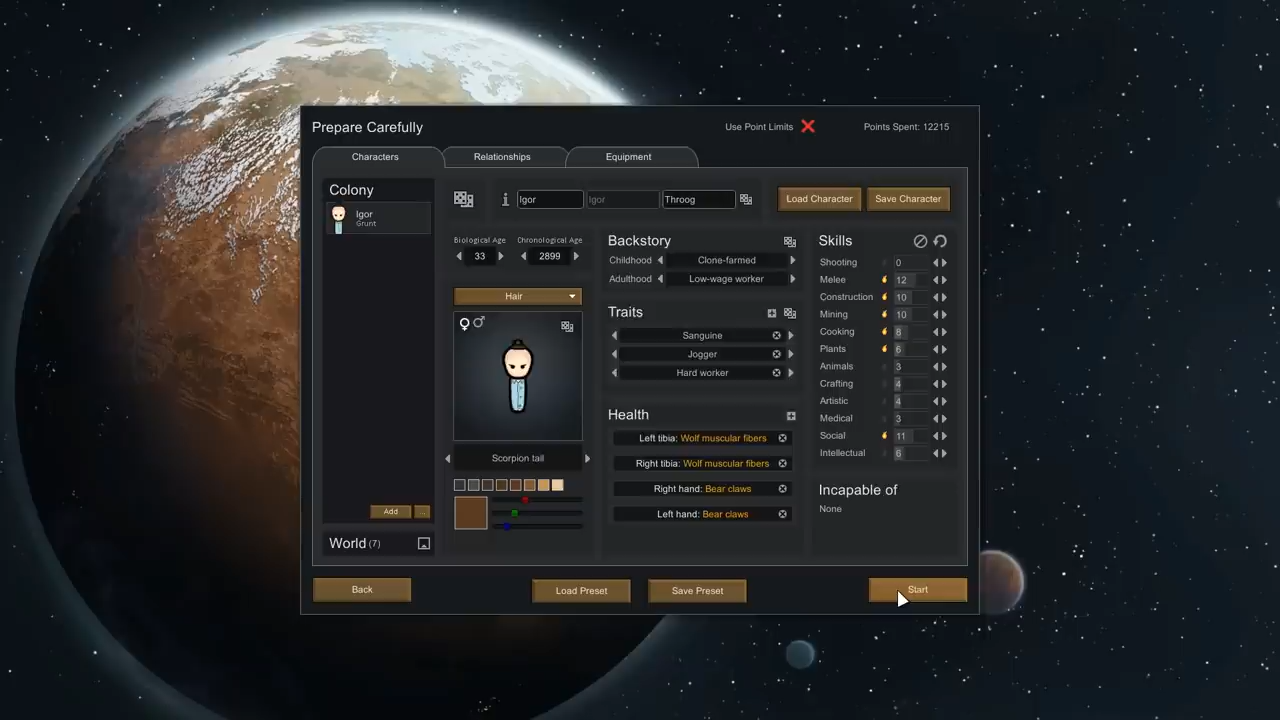 Prepare Carefully
Use Point Limits
Points Spent: 12215
Characters
Relationships
Equipment
Colony
Igor
Grunt
Add
...
World (7)
Igor
Igor
Throog
Load Character
Save Character
Biological Age
Chronological Age
33
2899
Hair
Scorpion tail
Backstory
Childhood
Clone-farmed
Adulthood
Low-wage worker
Traits
Sanguine
Jogger
Hard worker
Health
Left tibia: Wolf muscular fibers
Right tibia: Wolf muscular fibers
Right hand: Bear claws
Left hand: Bear claws
Skills
Shooting 0
Melee 12
Construction 10
Mining 10
Cooking 8
Plants 6
Animals 3
Crafting 4
Artistic 4
Medical 3
Social 11
Intellectual 6
Incapable of
None
Back
Load Preset
Save Preset
Start